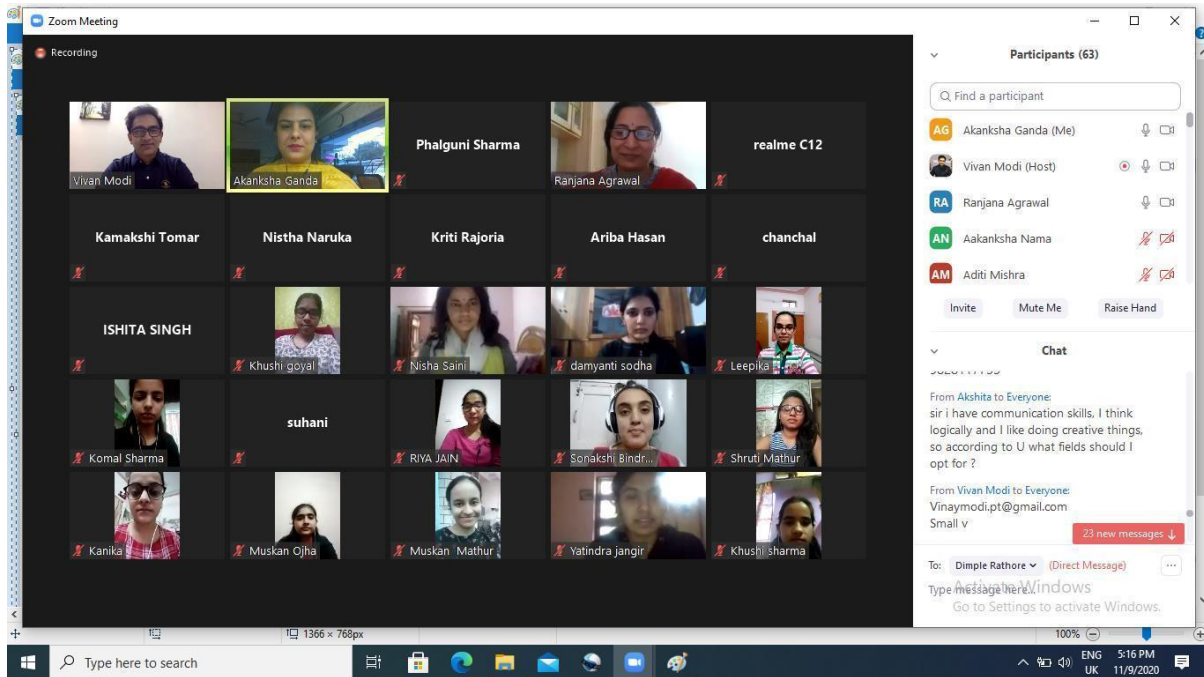 Zoom Meeting
Recording
Participants (63)
Find a participant
AG Akanksha Ganda (Me)
Vivan Modi (Host)
RA Ranjana Agrawal
AN Aakanksha Nama
AM Aditi Mishra
Invite Mute Me Raise Hand
Vivan Modi
Akanksha Ganda
Phalguni Sharma
Ranjana Agrawal
realme C12
Kamakshi Tomar
Nistha Naruka
Kriti Rajoria
Ariba Hasan
chanchal
ISHITA SINGH
Khushi goyal
Nisha Saini
damyanti sodha
Leepika
Komal Sharma
suhani
RIYA JAIN
Sonakshi Bindr...
Shruti Mathur
Kanika
Muskan Ojha
Muskan Mathur
Yatindra jangir
Khushi sharma
Chat
From Akshita to Everyone:
sir i have communication skills, I think
logically and I like doing creative things,
so according to U what fields should I
opt for ?
From Vivan Modi to Everyone:
Vinaymodi.pt@gmail.com
Small v
23 new messages
To: Dimple Rathore (Direct Message)
Type message here...
Activate Windows
Go to Settings to activate Windows.
1366 × 768px
100%
Type here to search
ENG
UK
5:16 PM
11/9/2020